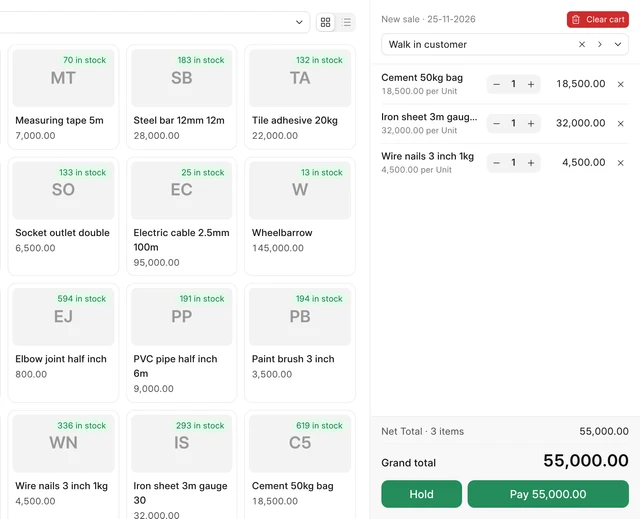 70 in stock
MT
Measuring tape 5m
7,000.00
183 in stock
SB
Steel bar 12mm 12m
28,000.00
132 in stock
TA
Tile adhesive 20kg
22,000.00
133 in stock
SO
Socket outlet double
6,500.00
25 in stock
EC
Electric cable 2.5mm
100m
95,000.00
13 in stock
W
Wheelbarrow
145,000.00
594 in stock
EJ
Elbow joint half inch
800.00
191 in stock
PP
PVC pipe half inch
6m
9,000.00
194 in stock
PB
Paint brush 3 inch
3,500.00
336 in stock
WN
Wire nails 3 inch 1kg
4,500.00
293 in stock
IS
Iron sheet 3m gauge
30
32,000.00
619 in stock
C5
Cement 50kg bag
18,500.00
New sale · 25-11-2026
Clear cart
Walk in customer
Cement 50kg bag
18,500.00 per Unit
− 1 +
18,500.00
Iron sheet 3m gaug...
32,000.00 per Unit
− 1 +
32,000.00
Wire nails 3 inch 1kg
4,500.00 per Unit
− 1 +
4,500.00
Net Total · 3 items
55,000.00
Grand total
55,000.00
Hold
Pay 55,000.00